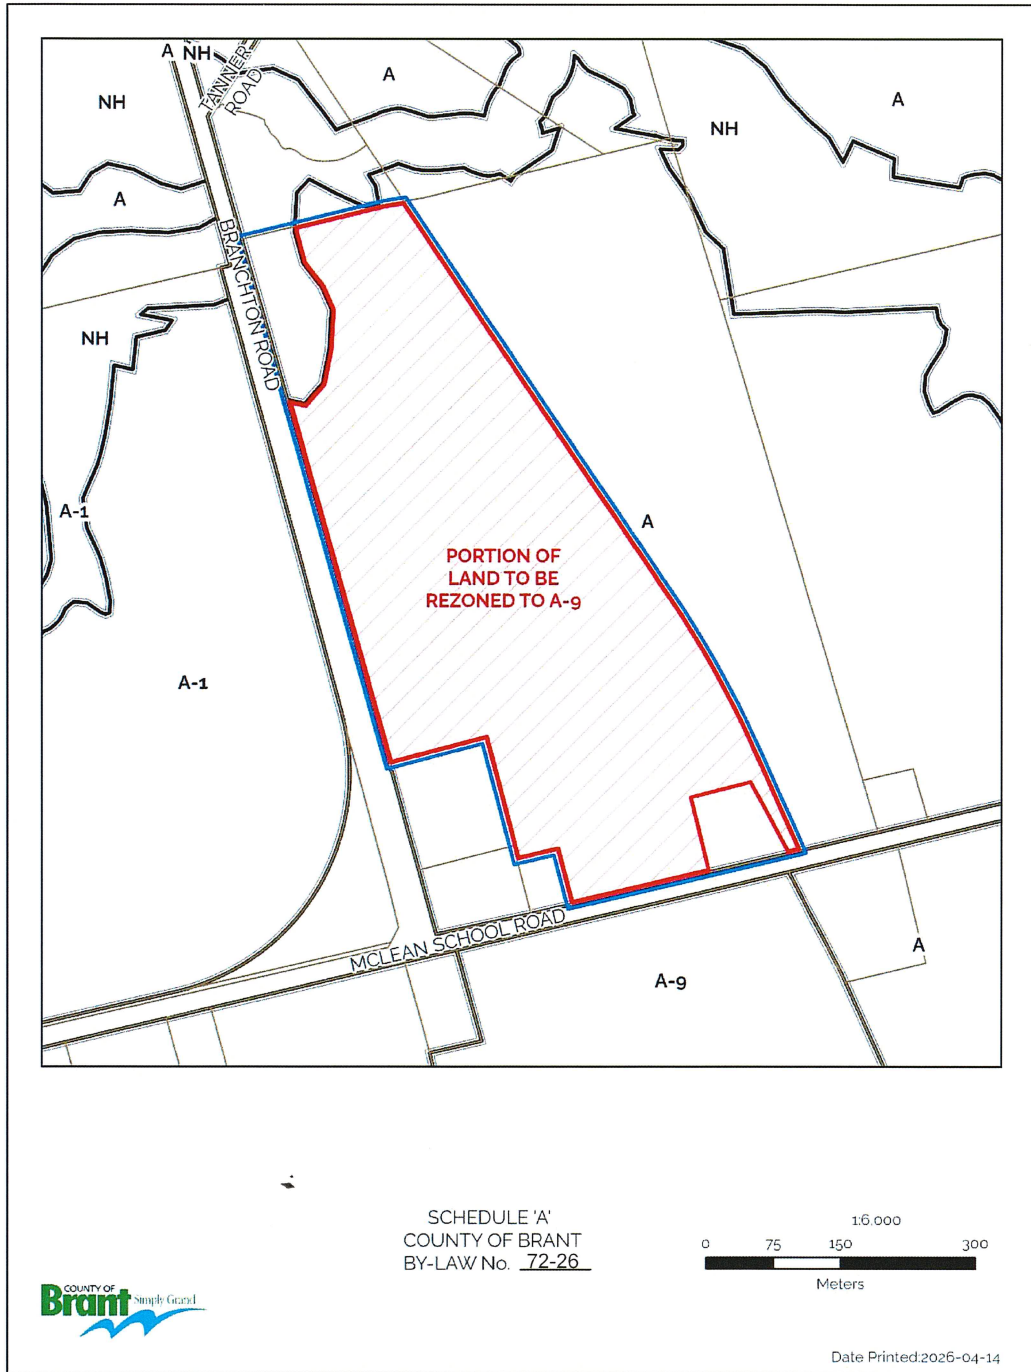 A NH
TANNER
ROAD
A
NH
A
NH
A
BRANCHTON ROAD
NH
A-1
A
PORTION OF
LAND TO BE
REZONED TO A-9
A-1
MCLEAN SCHOOL ROAD
A
A-9
SCHEDULE 'A'
COUNTY OF BRANT
BY-LAW No. 72-26
1:6,000
0 75 150 300
Meters
COUNTY OF
Brant Simply Grand
Date Printed:2026-04-14